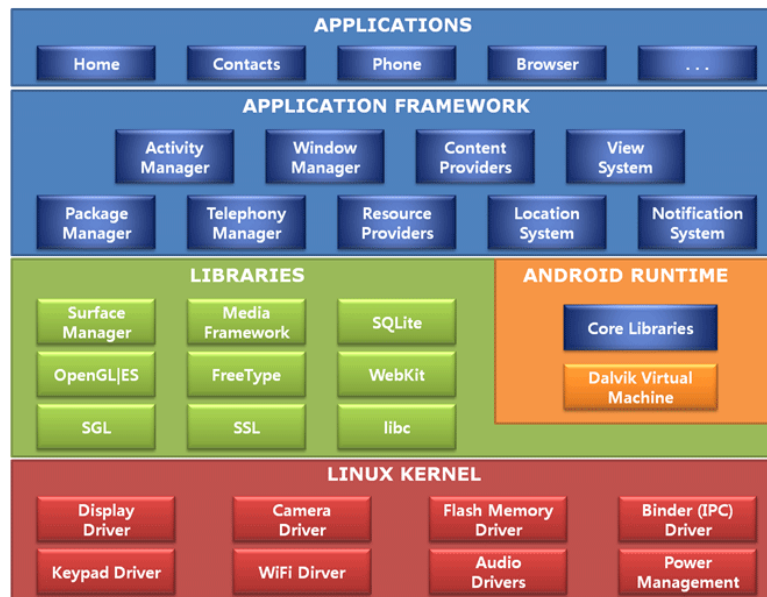 APPLICATIONS
Home
Contacts
Phone
Browser
. . .
APPLICATION FRAMEWORK
Activity
Manager
Window
Manager
Content
Providers
View
System
Package
Manager
Telephony
Manager
Resource
Providers
Location
System
Notification
System
LIBRARIES
Surface
Manager
Media
Framework
SQLite
OpenGL|ES
FreeType
WebKit
SGL
SSL
libc
ANDROID RUNTIME
Core Libraries
Dalvik Virtual
Machine
LINUX KERNEL
Display
Driver
Camera
Driver
Flash Memory
Driver
Binder (IPC)
Driver
Keypad Driver
WiFi Dirver
Audio
Drivers
Power
Management